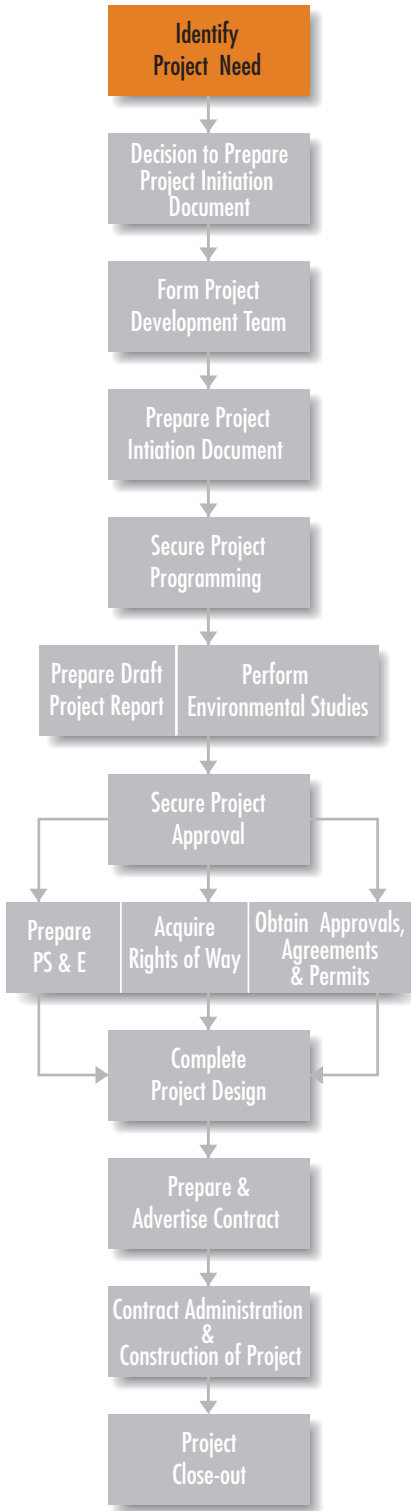 Identify
Project Need
Decision to Prepare
Project Initiation
Document
Form Project
Development Team
Prepare Project
Intiation Document
Secure Project
Programming
Prepare Draft
Project Report
Perform
Environmental Studies
Secure Project
Approval
Prepare
PS & E
Acquire
Rights of Way
Obtain Approvals,
Agreements
& Permits
Complete
Project Design
Prepare &
Advertise Contract
Contract Administration
&
Construction of Project
Project
Close-out